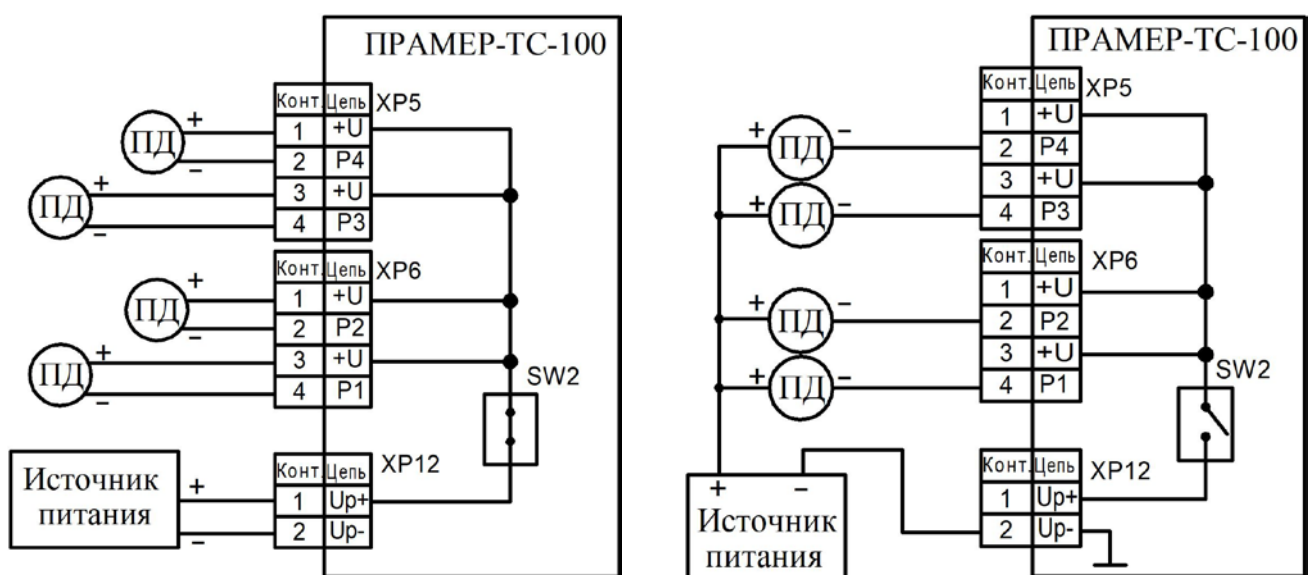 ПРАМЕР-ТС-100
Конт. Цепь XP5
ПД + − 1 +U
2 P4
ПД + − 3 +U
4 P3
Конт. Цепь XP6
ПД + − 1 +U
2 P2
ПД + − 3 +U
4 P1
SW2
Конт. Цепь XP12
Источник питания + − 1 Up+
2 Up-
ПРАМЕР-ТС-100
Конт. Цепь XP5
1 +U
+ ПД − 2 P4
3 +U
+ ПД − 4 P3
Конт. Цепь XP6
1 +U
+ ПД − 2 P2
3 +U
+ ПД − 4 P1
SW2
Конт. Цепь XP12
+ − 1 Up+
Источник 2 Up-
питания